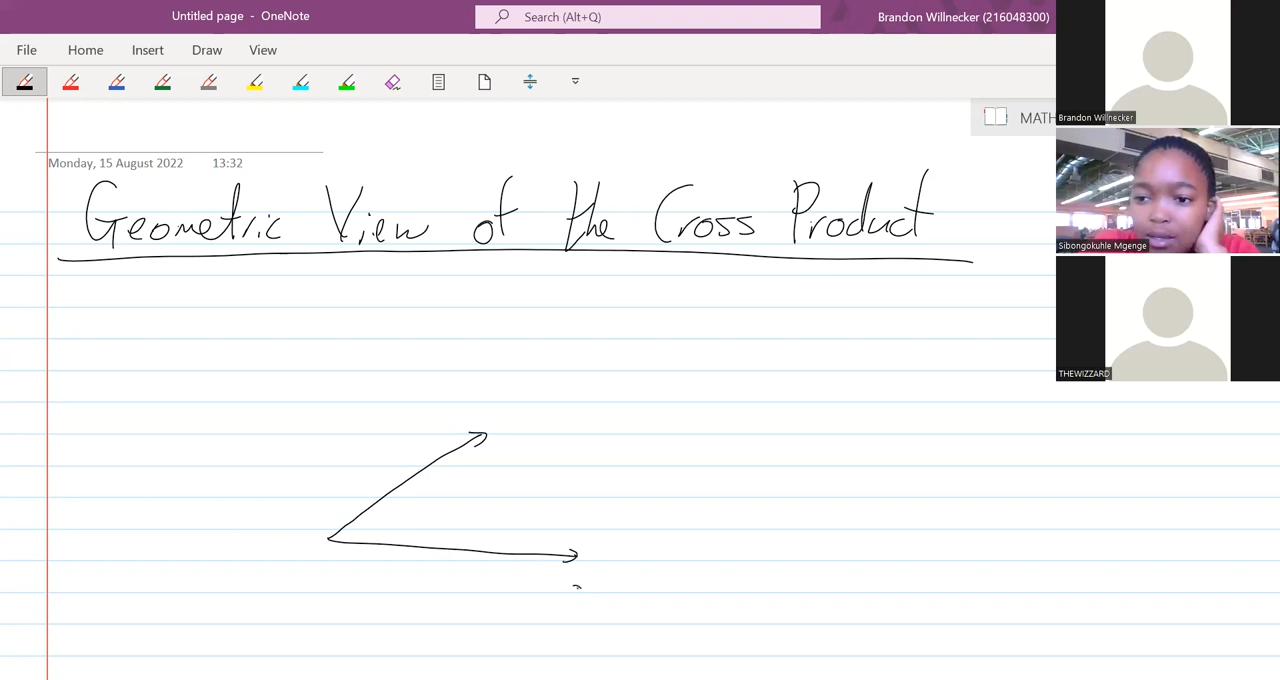 Untitled page - OneNote
Search (Alt+Q)
Brandon Willnecker (216048300)
File Home Insert Draw View
MATH
Monday, 15 August 2022 13:32
Geometric View of the Cross Product
Brandon Willnecker
Sibongokuhle Mgenge
THEWIZZARD